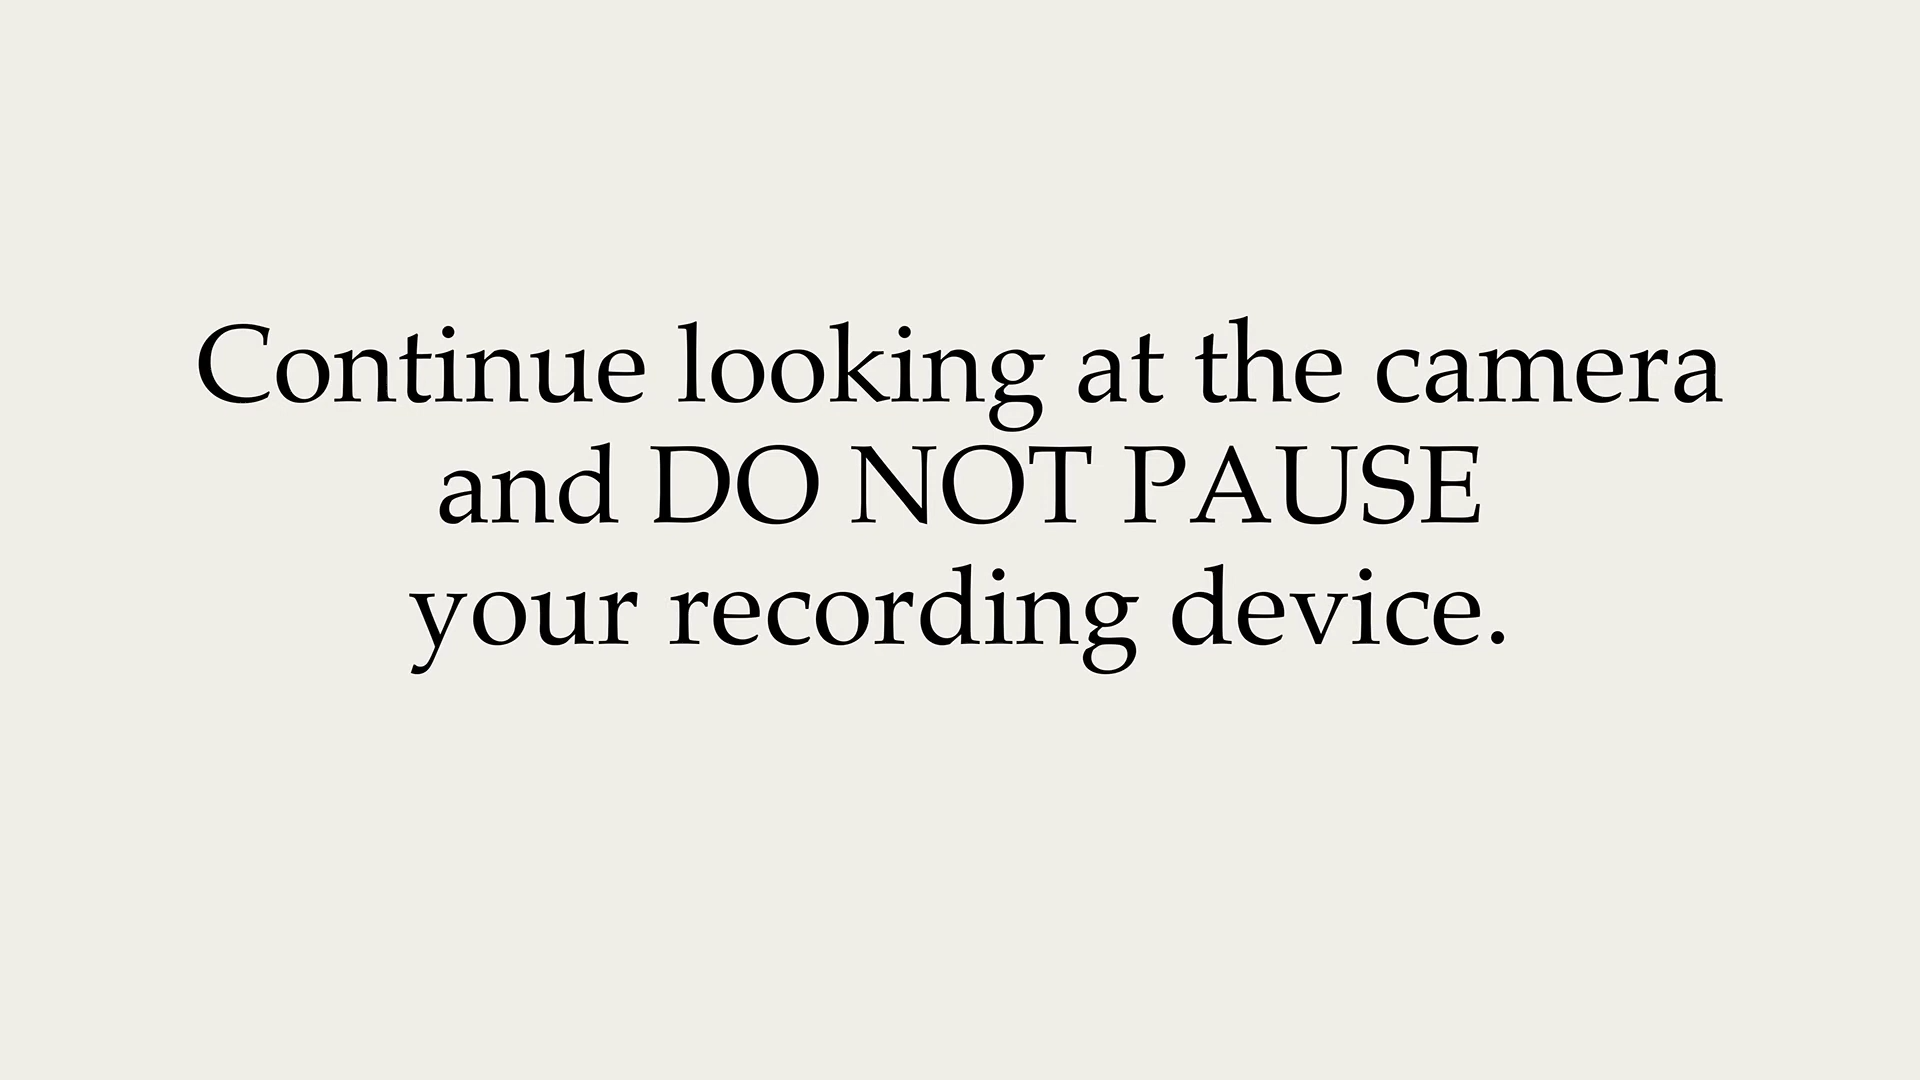 Continue looking at the camera
and DO NOT PAUSE
your recording device.